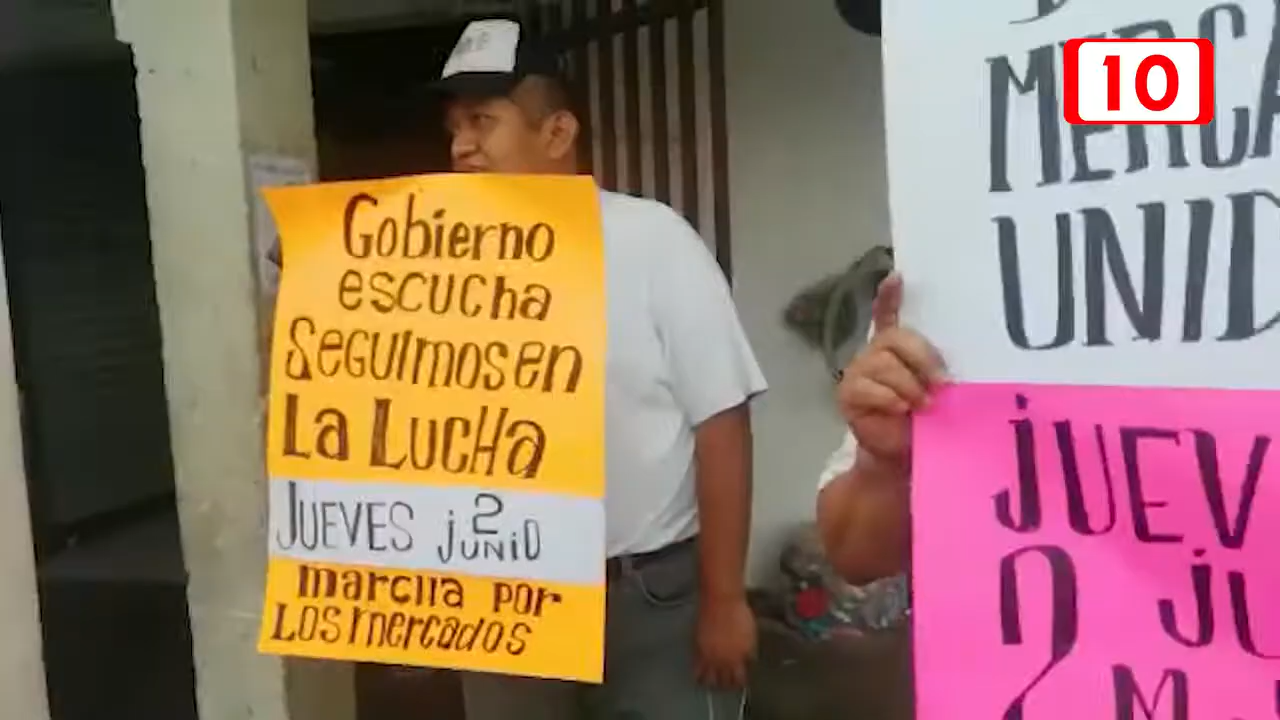 Gobierno
escucha
Seguimos en
La LucHa
JUEVES 2 JUNIO
marcha por
Los mercados
MERCA
UNID
JUEV
2 JU
10